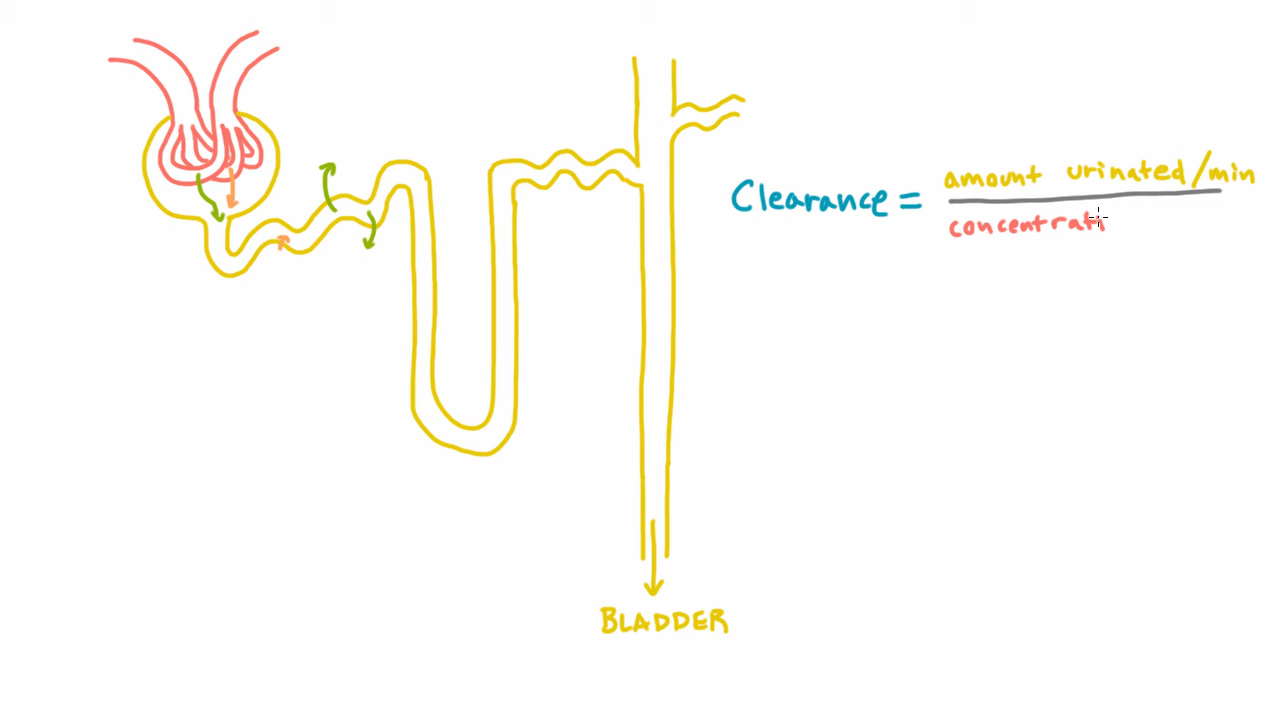 Clearance =
amount urinated/min
concentrati
BLADDER